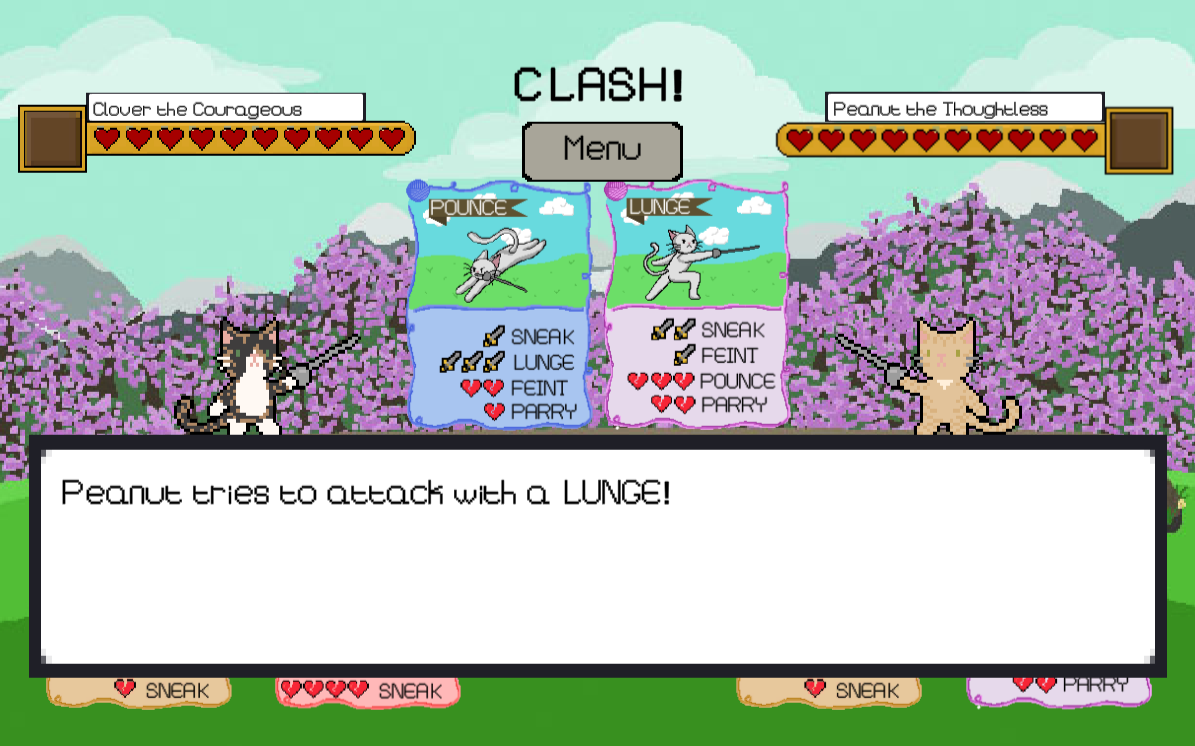 CLASH!
Clover the Courageous
Peanut the Thoughtless
Menu
POUNCE
SNEAK
LUNGE
FEINT
PARRY
LUNGE
SNEAK
FEINT
POUNCE
PARRY
Peanut tries to attack with a LUNGE!
SNEAK
SNEAK
SNEAK
PARRY